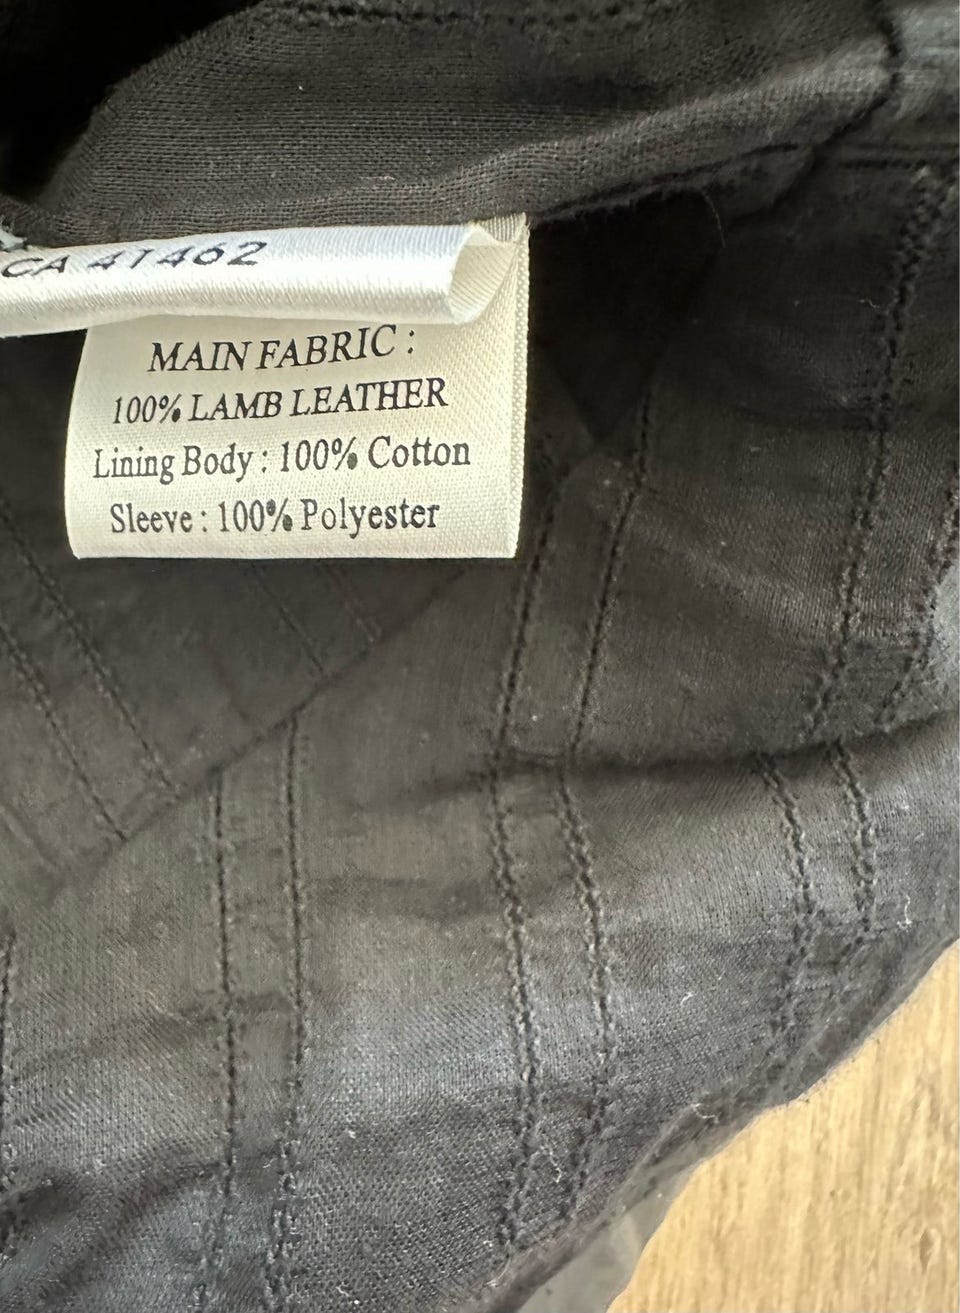 CA 41462
MAIN FABRIC :
100% LAMB LEATHER
Lining Body : 100% Cotton
Sleeve : 100% Polyester